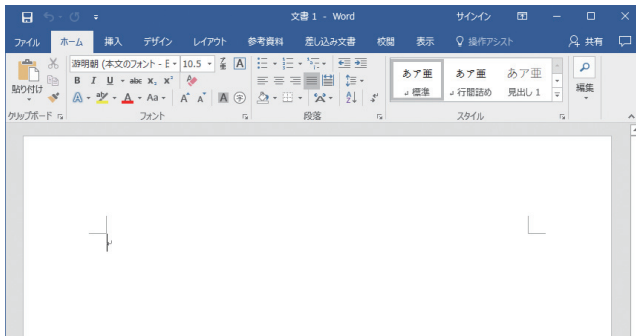 文書 1 - Word サインイン
ファイル ホーム 挿入 デザイン レイアウト 参考資料 差し込み文書 校閲 表示 操作アシスト 共有
貼り付け 游明朝 (本文のフォント - E 10.5 A あア亜 あア亜 あア亜 編集
B I U abc X₂ X² ↵ 標準 ↵ 行間詰め 見出し 1
A aby A Aa A A A 字
クリップボード フォント 段落 スタイル